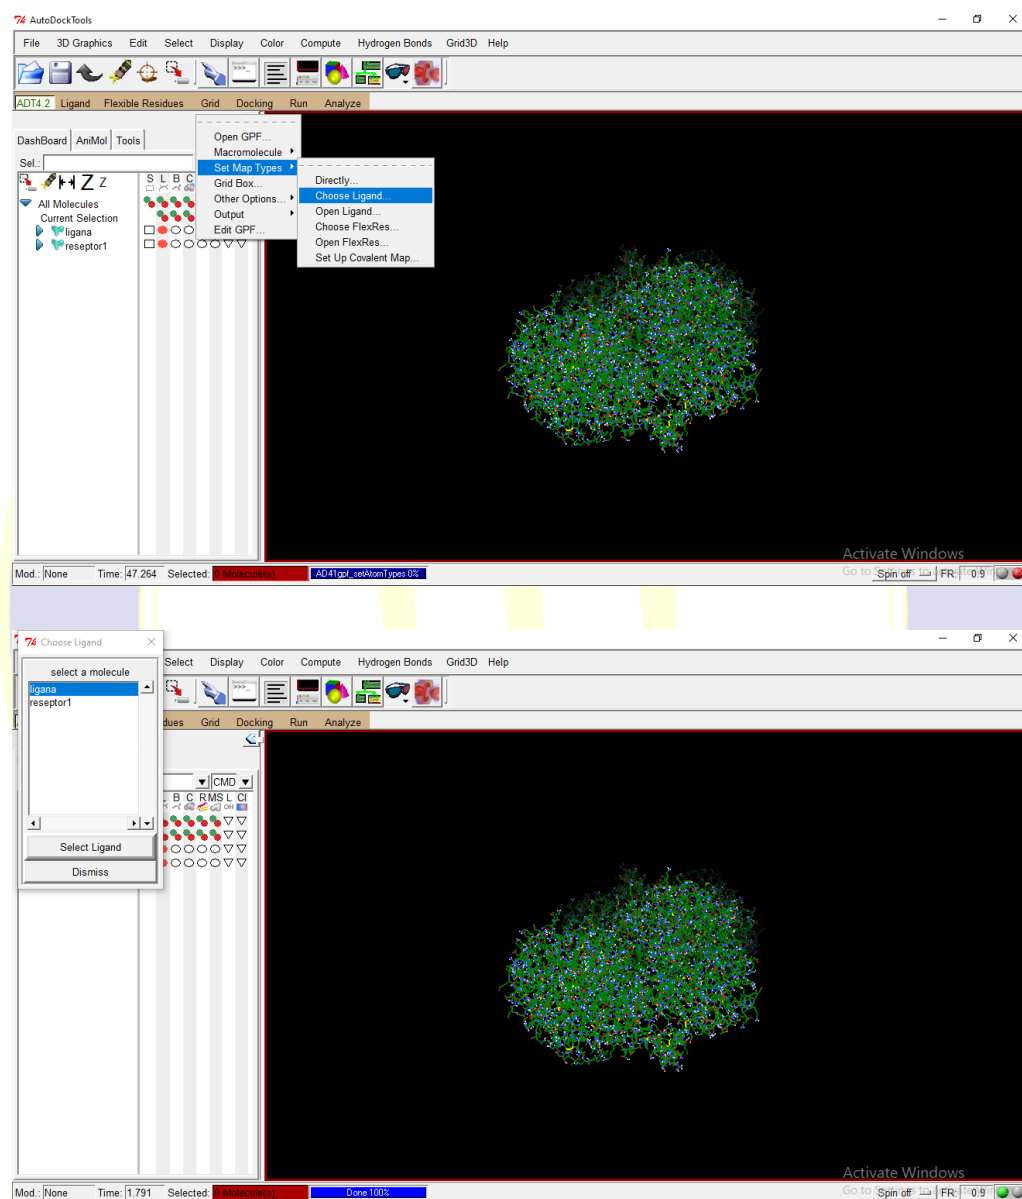 AutoDockTools
File 3D Graphics Edit Select Display Color Compute Hydrogen Bonds Grid3D Help
ADT4.2 Ligand Flexible Residues Grid Docking Run Analyze
DashBoard AniMol Tools
Sel.:
S L B C
All Molecules
Current Selection
ligana
reseptor1
Open GPF...
Macromolecule
Set Map Types
Grid Box...
Other Options...
Output
Edit GPF...
Directly...
Choose Ligand...
Open Ligand...
Choose FlexRes...
Open FlexRes...
Set Up Covalent Map...
Activate Windows
Mod.: None Time: 47.264 Selected: 0 Molecule(s) AD41gpf_setAtomTypes 0% Spin off FR: 0.9
Choose Ligand
select a molecule
ligana
reseptor1
Select Ligand
Dismiss
Select Display Color Compute Hydrogen Bonds Grid3D Help
dues Grid Docking Run Analyze
CMD
L B C R MS L Cl
Activate Windows
Mod.: None Time: 1.791 Selected: 0 Molecule(s) Done 100% Spin off FR: 0.9